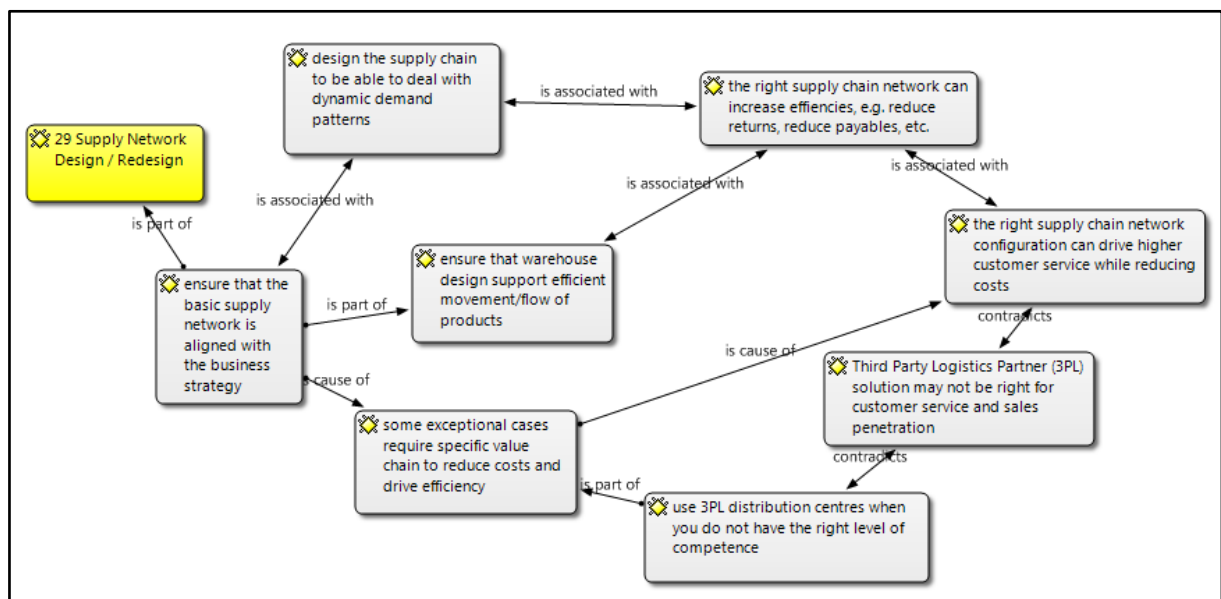 design the supply chain
to be able to deal with
dynamic demand
patterns
is associated with
the right supply chain network can
increase effiencies, e.g. reduce
returns, reduce payables, etc.
29 Supply Network
Design / Redesign
is part of
is associated with
is associated with
is associated with
the right supply chain network
configuration can drive higher
customer service while reducing
costs
ensure that the
basic supply
network is
aligned with
the business
strategy
is part of
ensure that warehouse
design support efficient
movement/flow of
products
is cause of
is cause of
contradicts
Third Party Logistics Partner (3PL)
solution may not be right for
customer service and sales
penetration
some exceptional cases
require specific value
chain to reduce costs and
drive efficiency
contradicts
is part of
use 3PL distribution centres when
you do not have the right level of
competence